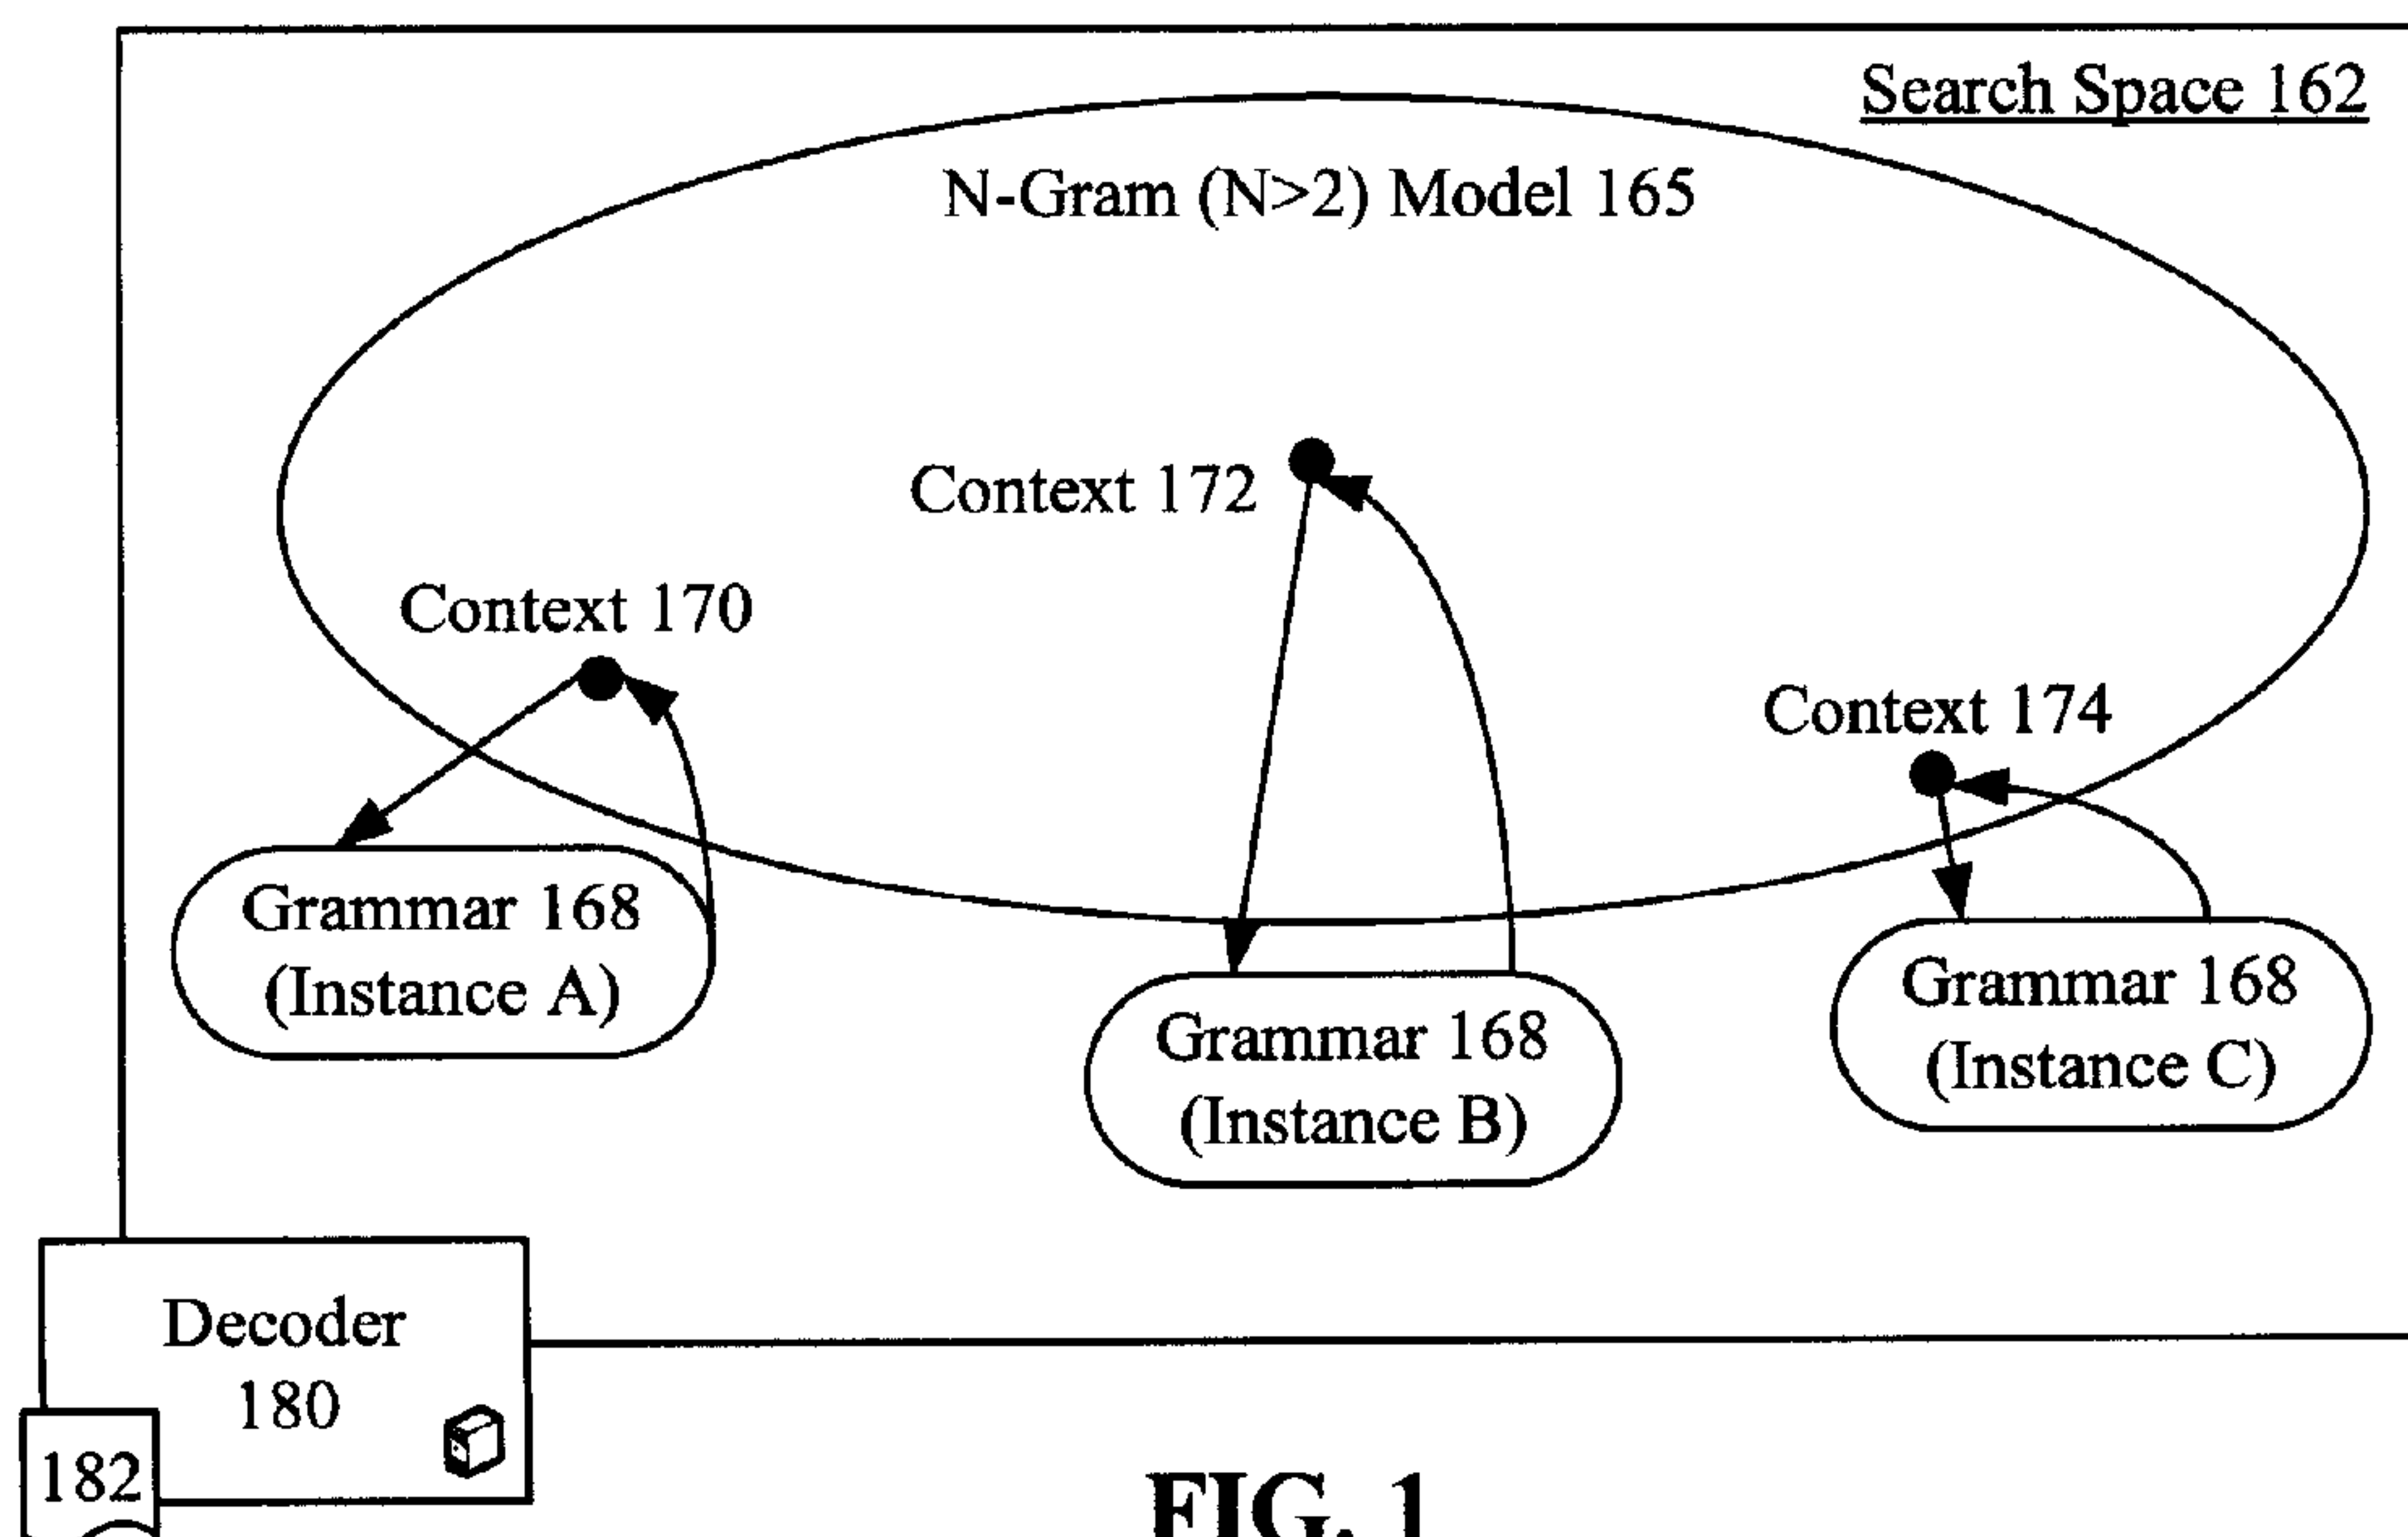 Search Space 162
N-Gram (N>2) Model 165
Context 172
Context 170
Context 174
Grammar 168
(Instance A)
Grammar 168
(Instance B)
Grammar 168
(Instance C)
Decoder
180
182
FIG. 1